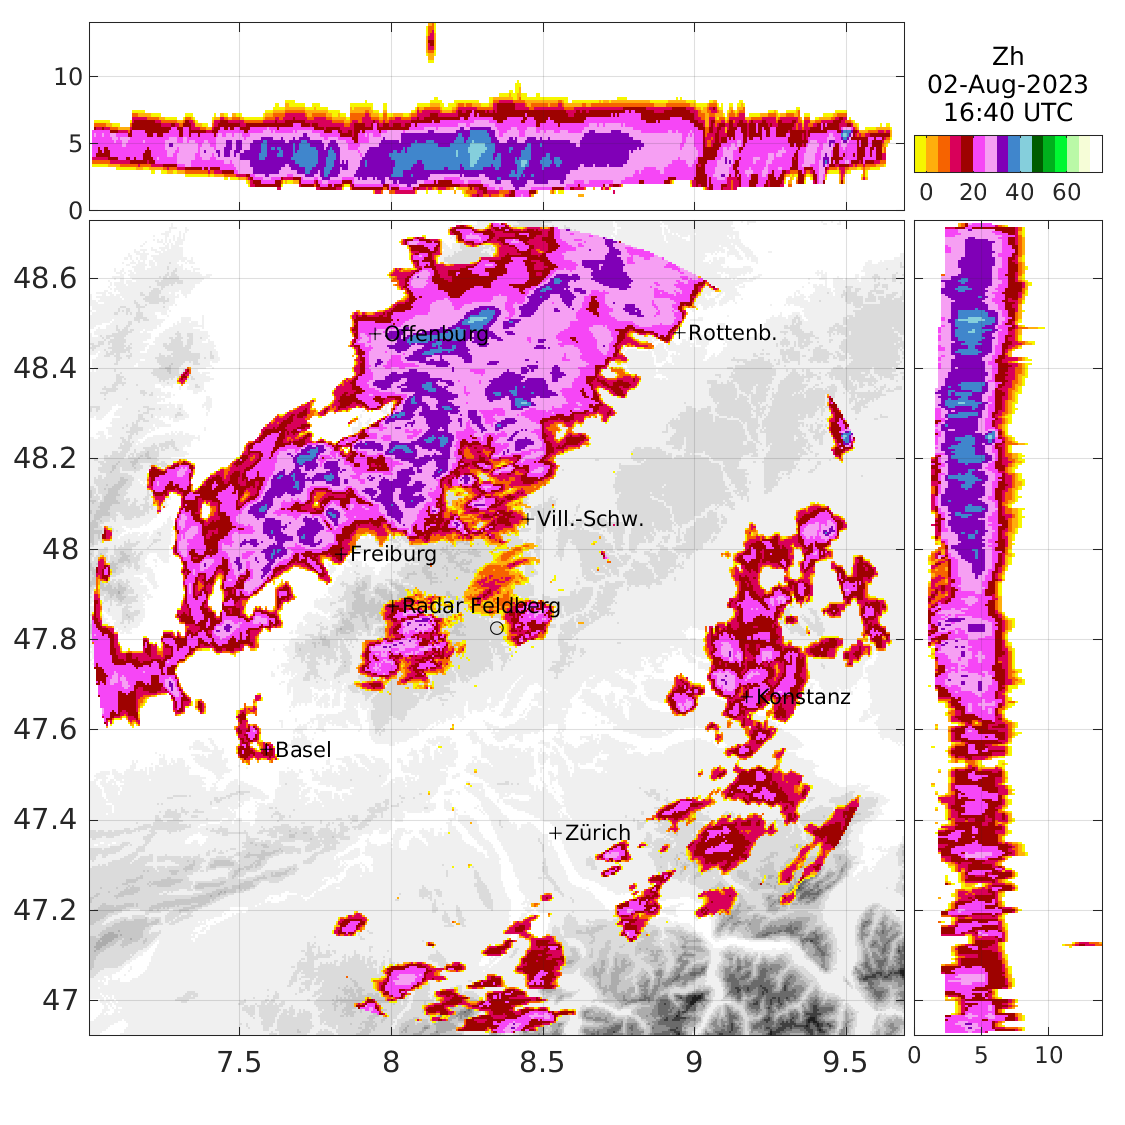 Zh
02-Aug-2023
16:40 UTC
0 20 40 60
10
5
0
48.6
48.4
48.2
48
47.8
47.6
47.4
47.2
47
Offenburg
Rottenb.
Vill.-Schw.
Freiburg
Radar Feldberg
Konstanz
Basel
Zürich
7.5 8 8.5 9 9.5
0 5 10